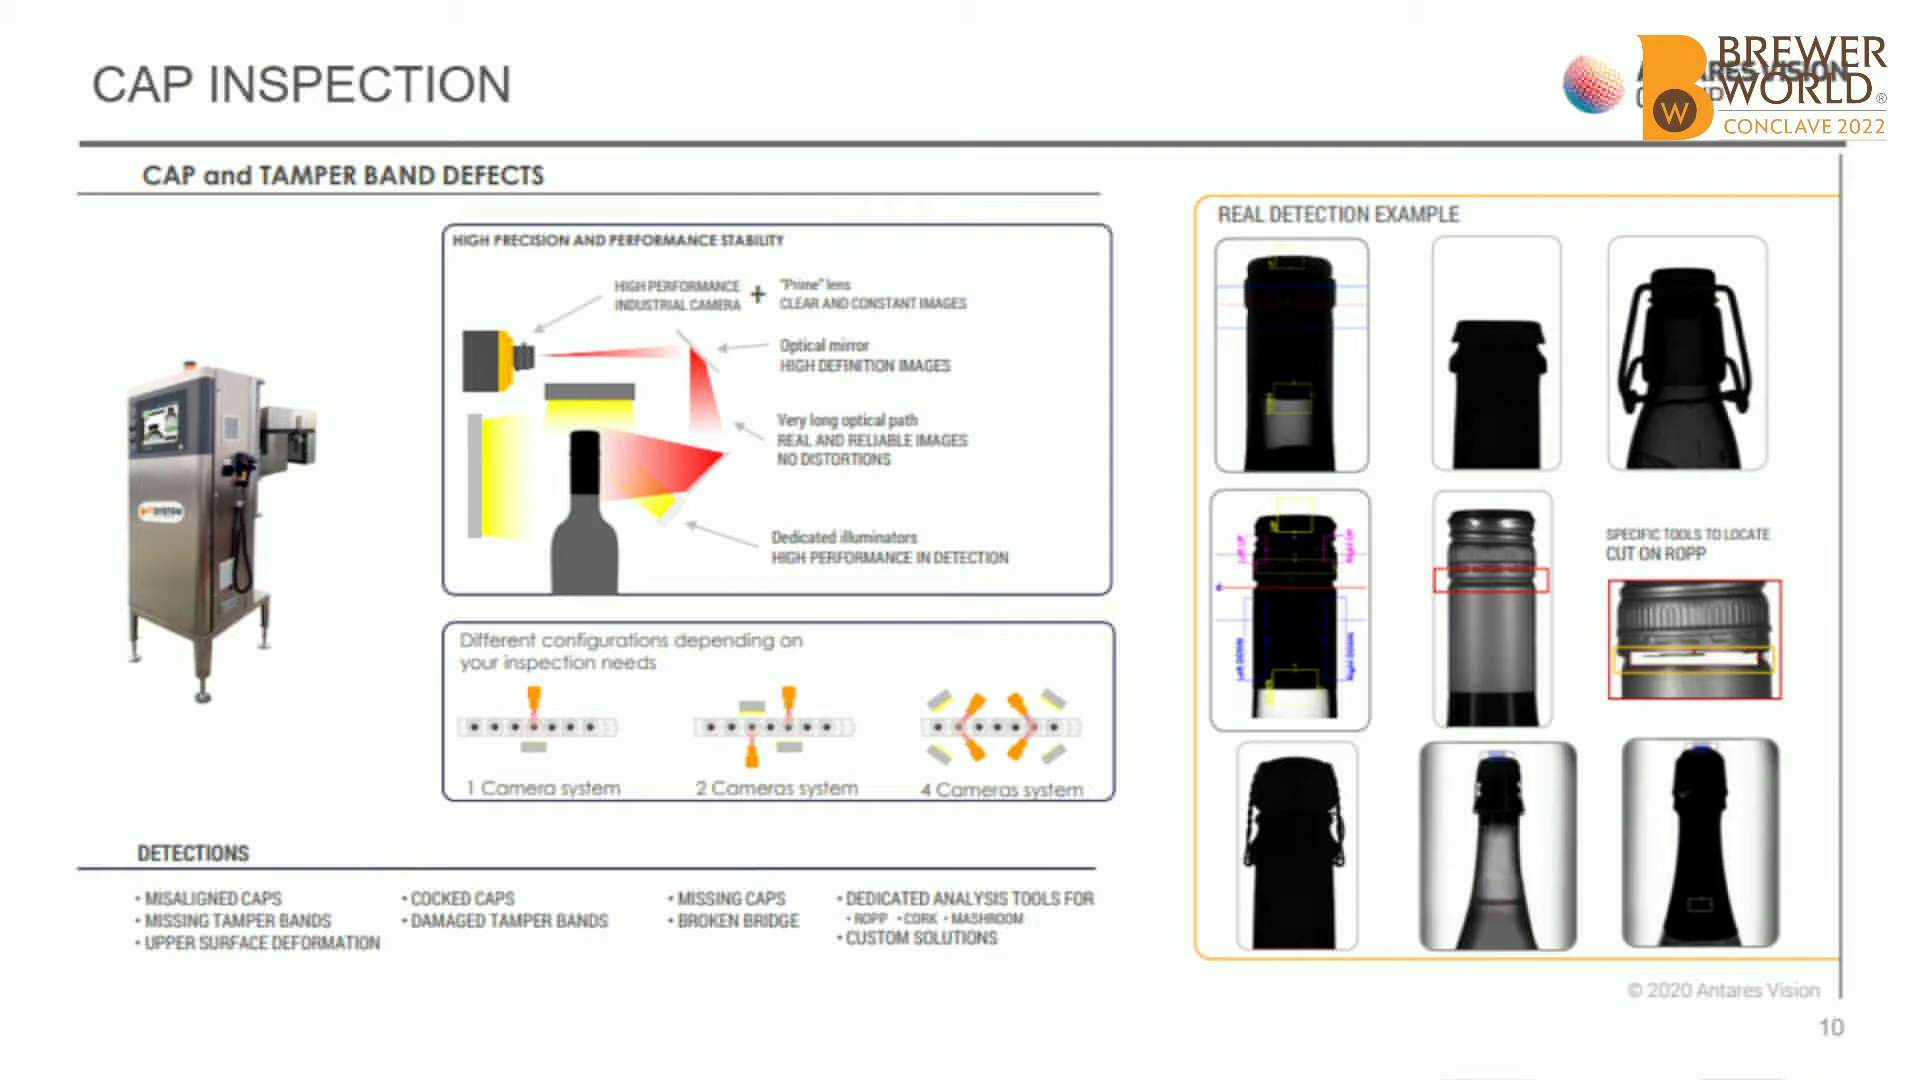 CAP INSPECTION
BREWER
WORLD®
CONCLAVE 2022
W
CAP and TAMPER BAND DEFECTS
HIGH PRECISION AND PERFORMANCE STABILITY
HIGH PERFORMANCE
INDUSTRIAL CAMERA
+
"Prime" lens
CLEAR AND CONSTANT IMAGES
Optical mirror
HIGH DEFINITION IMAGES
Very long optical path
REAL AND RELIABLE IMAGES
NO DISTORTIONS
Dedicated illuminators
HIGH PERFORMANCE IN DETECTION
Different configurations depending on
your inspection needs
1 Camera system
2 Cameras system
4 Cameras system
DETECTIONS
• MISALIGNED CAPS
• MISSING TAMPER BANDS
• UPPER SURFACE DEFORMATION
• COCKED CAPS
• DAMAGED TAMPER BANDS
• MISSING CAPS
• BROKEN BRIDGE
• DEDICATED ANALYSIS TOOLS FOR
• ROPP • CORK • MASHROOM
• CUSTOM SOLUTIONS
REAL DETECTION EXAMPLE
SPECIFIC TOOLS TO LOCATE
CUT ON ROPP
© 2020 Antares Vision
10